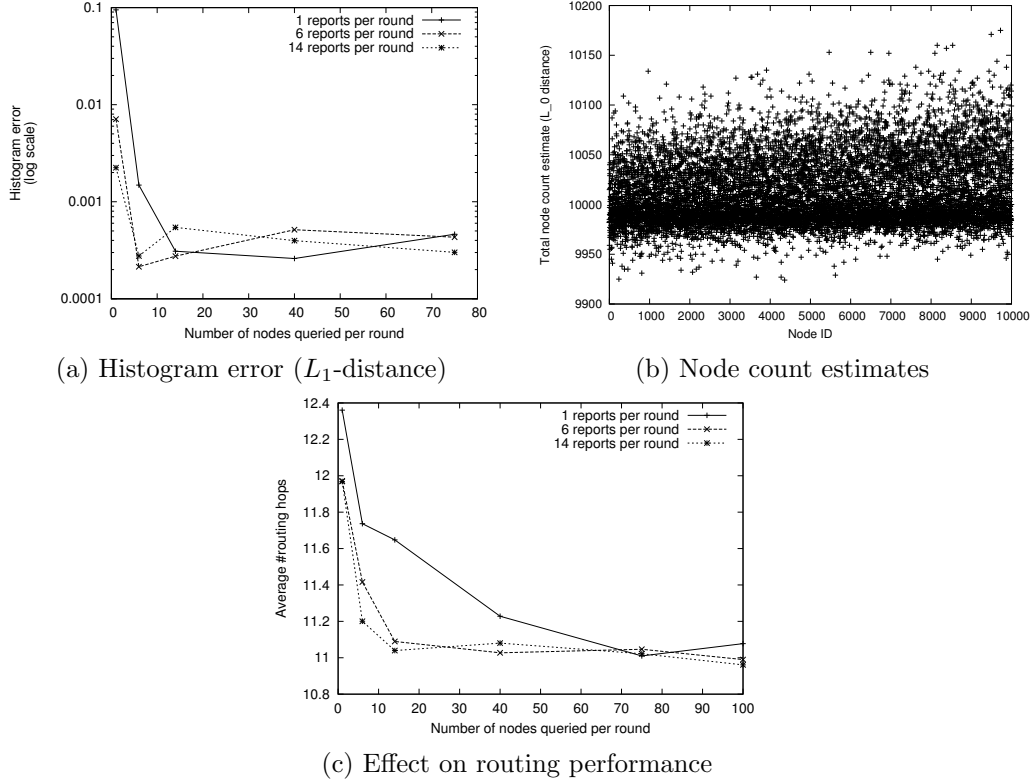 0.1
0.01
0.001
0.0001
Histogram error
(log scale)
1 reports per round
6 reports per round
14 reports per round
0 10 20 30 40 50 60 70 80
Number of nodes queried per round
(a) Histogram error (L₁-distance)
10200
10150
10100
10050
10000
9950
9900
Total node count estimate (L_0 distance)
0 1000 2000 3000 4000 5000 6000 7000 8000 9000 10000
Node ID
(b) Node count estimates
12.4
12.2
12
11.8
11.6
11.4
11.2
11
10.8
Average #routing hops
1 reports per round
6 reports per round
14 reports per round
0 10 20 30 40 50 60 70 80 90 100
Number of nodes queried per round
(c) Effect on routing performance